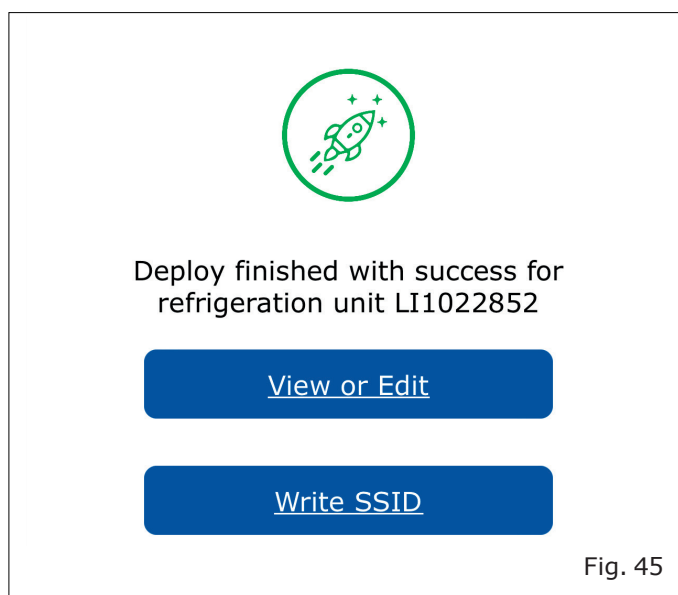 Deploy finished with success for
refrigeration unit LI1022852
View or Edit
Write SSID
Fig. 45